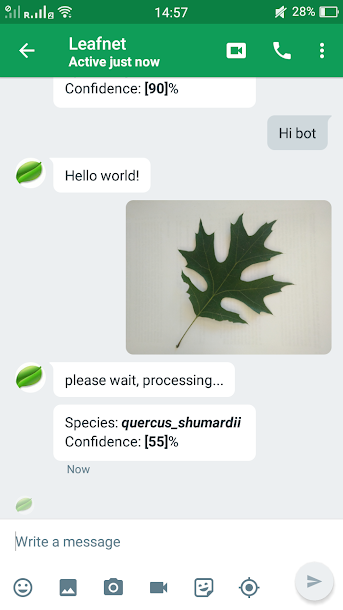 14:57
28%
Leafnet
Active just now
Confidence: [90]%
Hi bot
Hello world!
please wait, processing...
Species: quercus_shumardii
Confidence: [55]%
Now
Write a message